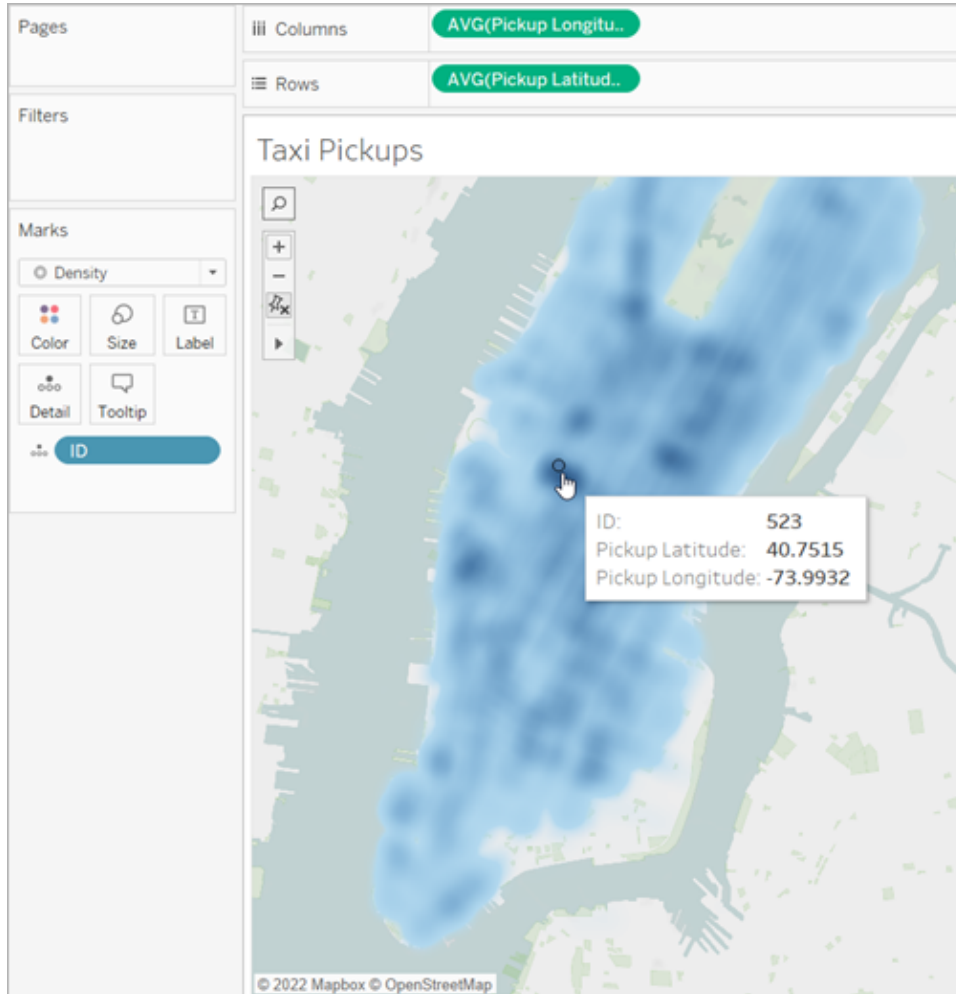 Pages
Columns
AVG(Pickup Longitu..
Rows
AVG(Pickup Latitud..
Filters
Taxi Pickups
Marks
Density
Color Size Label
Detail Tooltip
ID
ID: 523
Pickup Latitude: 40.7515
Pickup Longitude: -73.9932
© 2022 Mapbox © OpenStreetMap